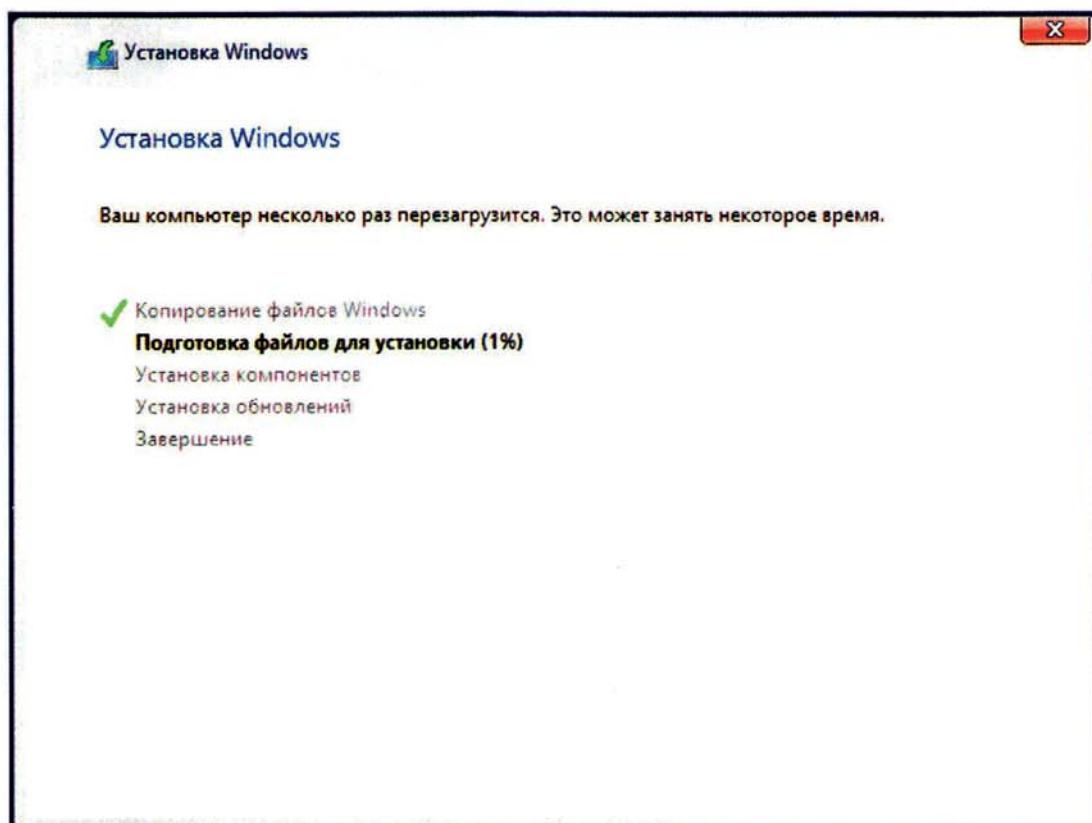 Установка Windows
Установка Windows
Ваш компьютер несколько раз перезагрузится. Это может занять некоторое время.
Копирование файлов Windows
Подготовка файлов для установки (1%)
Установка компонентов
Установка обновлений
Завершение